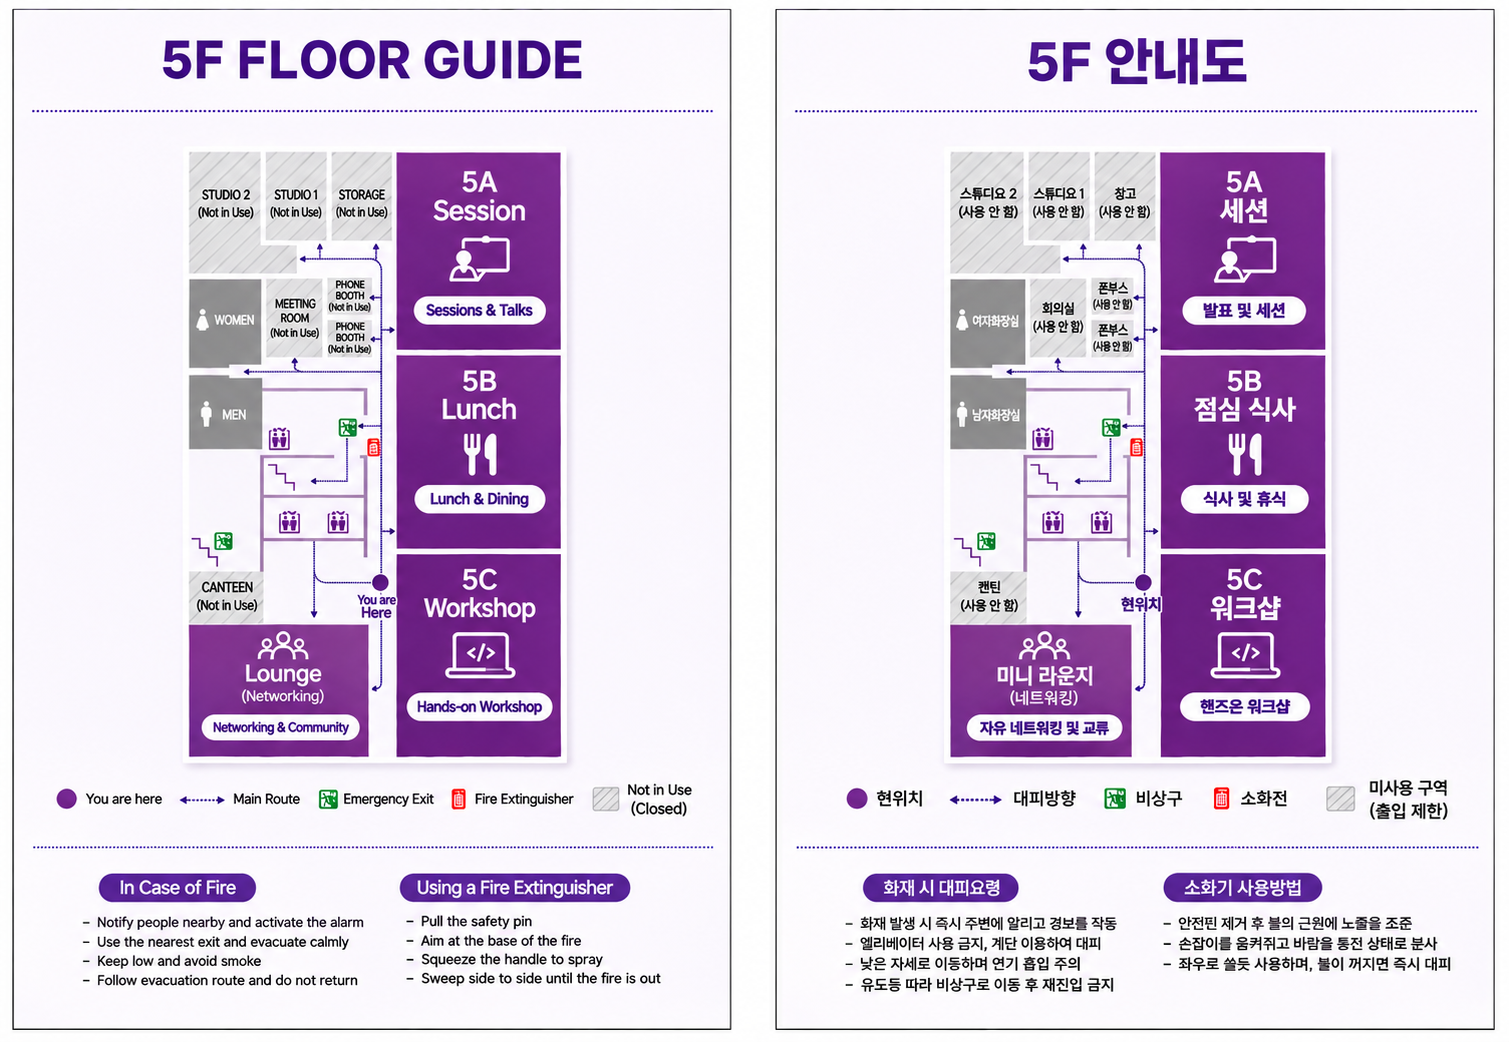 5F FLOOR GUIDE
STUDIO 2
(Not in Use)
STUDIO 1
(Not in Use)
STORAGE
(Not in Use)
5A
Session
Sessions & Talks
WOMEN
MEETING
ROOM
(Not in Use)
PHONE
BOOTH
(Not in Use)
PHONE
BOOTH
(Not in Use)
MEN
5B
Lunch
Lunch & Dining
CANTEEN
(Not in Use)
You are
Here
5C
Workshop
Hands-on Workshop
Lounge
(Networking)
Networking & Community
You are here
Main Route
Emergency Exit
Fire Extinguisher
Not in Use
(Closed)
In Case of Fire
– Notify people nearby and activate the alarm
– Use the nearest exit and evacuate calmly
– Keep low and avoid smoke
– Follow evacuation route and do not return
Using a Fire Extinguisher
– Pull the safety pin
– Aim at the base of the fire
– Squeeze the handle to spray
– Sweep side to side until the fire is out
5F 안내도
스튜디요 2
(사용 안 함)
스튜디요 1
(사용 안 함)
창고
(사용 안 함)
5A
세션
발표 및 세션
여자화장실
회의실
(사용 안 함)
폰부스
(사용 안 함)
폰부스
(사용 안 함)
남자화장실
5B
점심 식사
식사 및 휴식
캔틴
(사용 안 함)
현위치
5C
워크샵
핸즈온 워크샵
미니 라운지
(네트워킹)
자유 네트워킹 및 교류
현위치
대피방향
비상구
소화전
미사용 구역
(출입 제한)
화재 시 대피요령
– 화재 발생 시 즉시 주변에 알리고 경보를 작동
– 엘리베이터 사용 금지, 계단 이용하여 대피
– 낮은 자세로 이동하며 연기 흡입 주의
– 유도등 따라 비상구로 이동 후 재진입 금지
소화기 사용방법
– 안전핀 제거 후 불의 근원에 노줄을 조준
– 손잡이를 움켜쥐고 바람을 통전 상태로 분사
– 좌우로 쓸듯 사용하며, 불이 꺼지면 즉시 대피